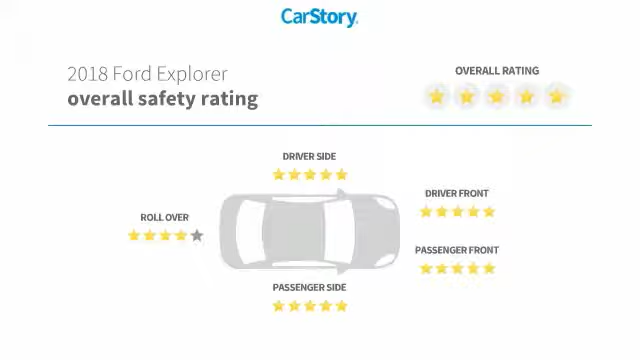 CarStory.
2018 Ford Explorer
overall safety rating
OVERALL RATING
DRIVER SIDE
DRIVER FRONT
ROLL OVER
PASSENGER FRONT
PASSENGER SIDE